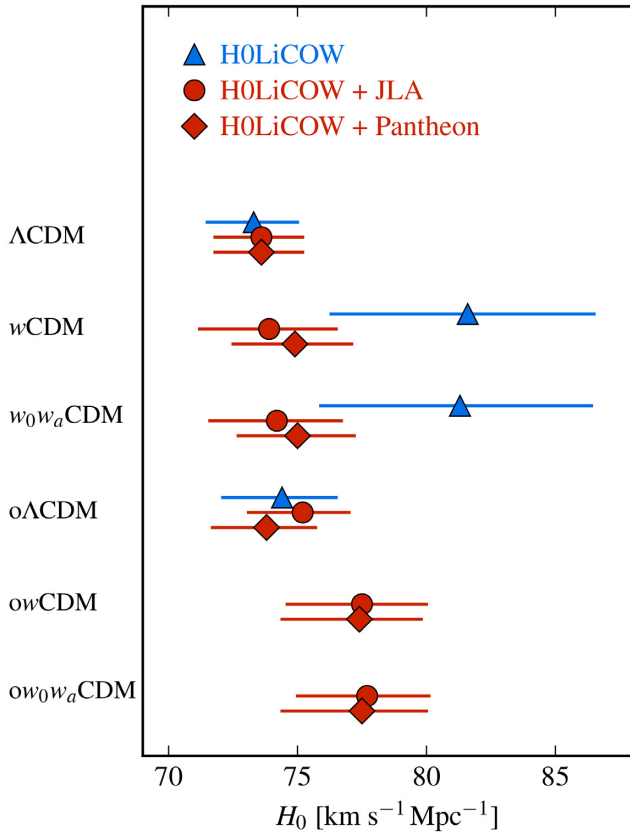 H0LiCOW
H0LiCOW + JLA
H0LiCOW + Pantheon
ΛCDM
wCDM
w₀wₐCDM
oΛCDM
owCDM
ow₀wₐCDM
70 75 80 85
H₀ [km s⁻¹ Mpc⁻¹]